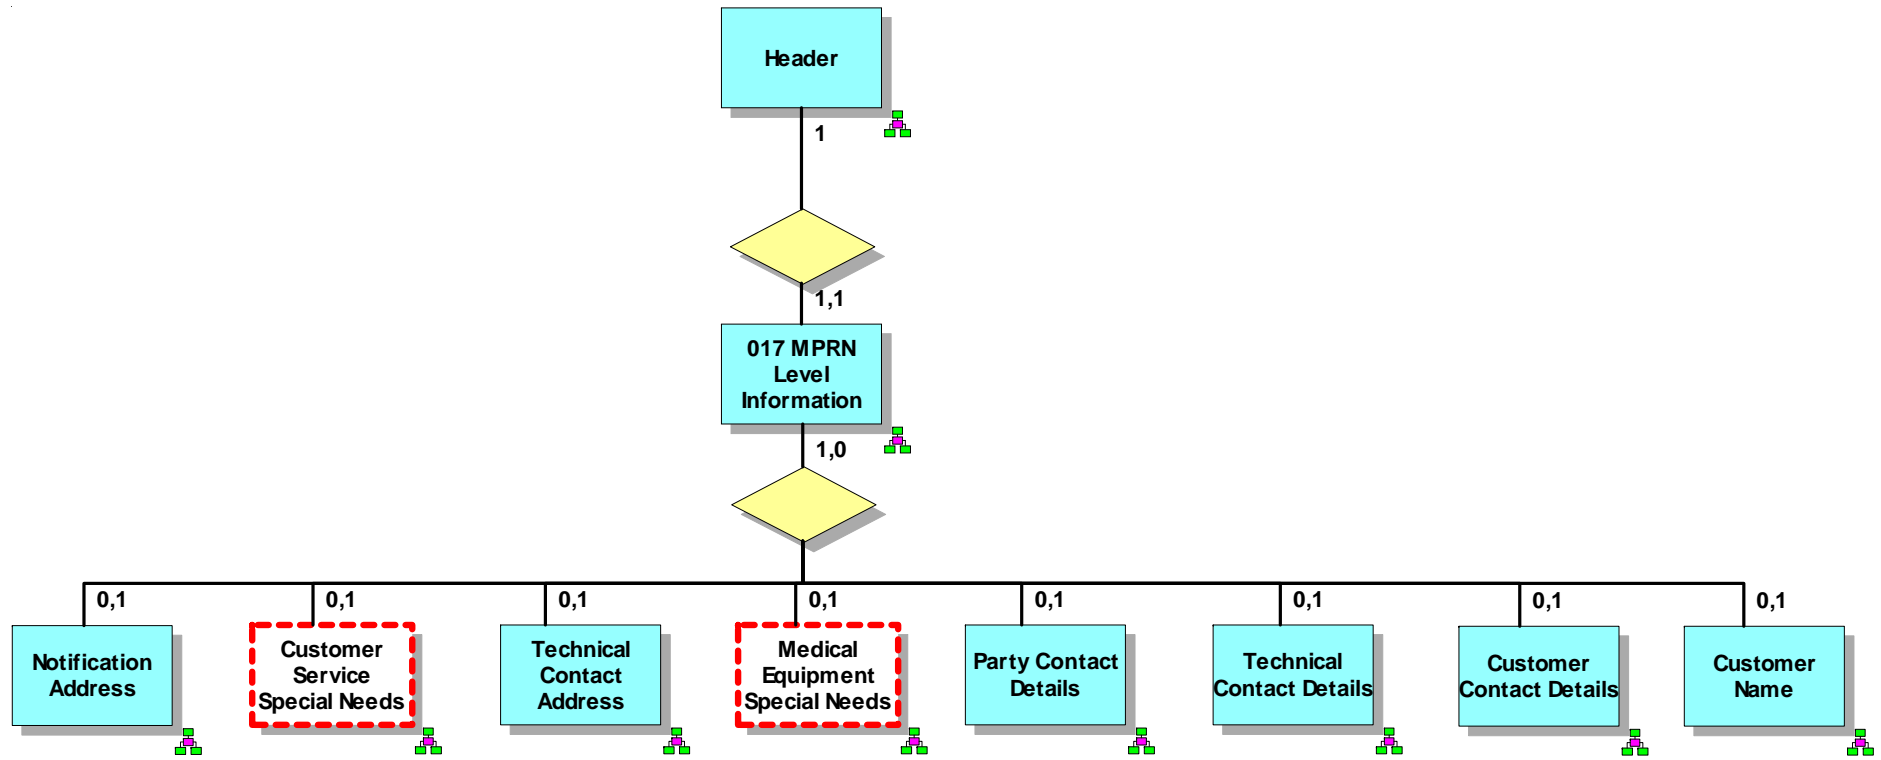 Header
1
1,1
017 MPRN
Level
Information
1,0
0,1
0,1
0,1
0,1
0,1
0,1
0,1
0,1
Notification
Address
Customer
Service
Special Needs
Technical
Contact
Address
Medical
Equipment
Special Needs
Party Contact
Details
Technical
Contact Details
Customer
Contact Details
Customer
Name